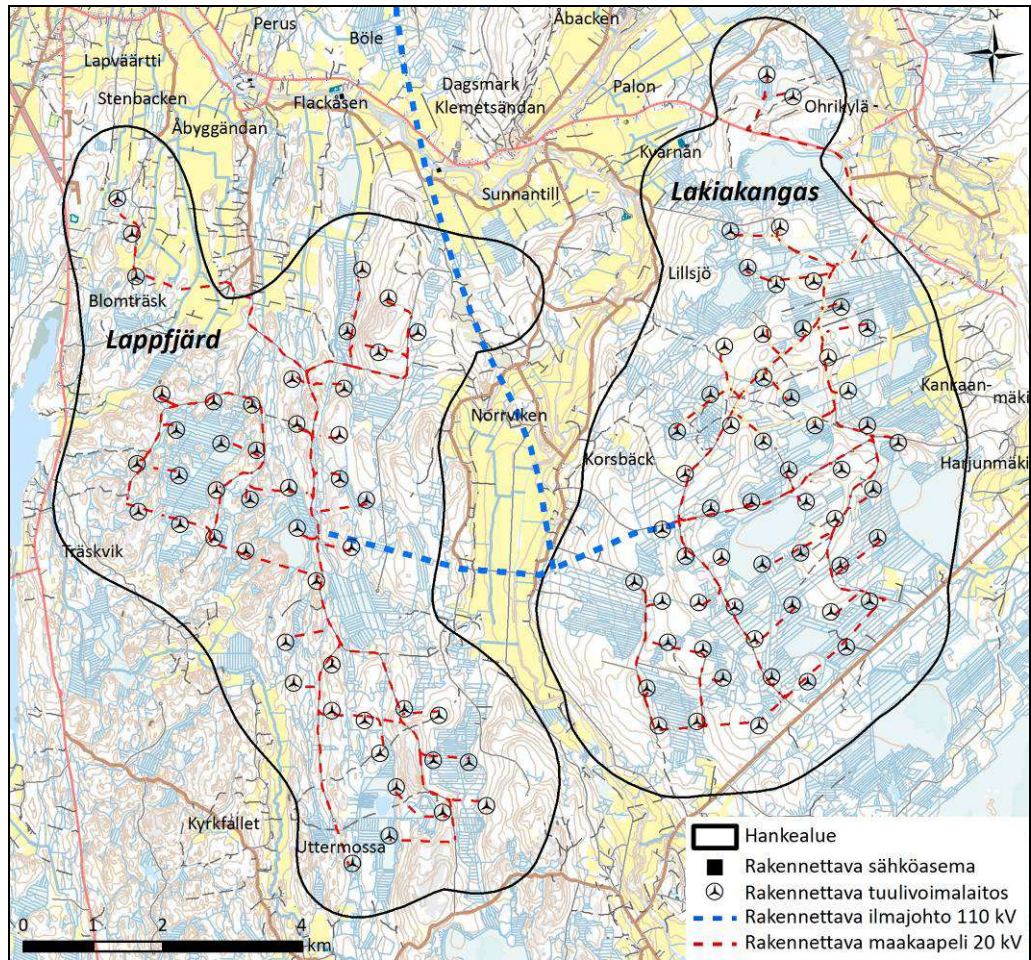 Perus
Åbacken
Böle
Lapväärtti
Dagsmark
Palon
Stenbacken
Flackåsen
Klemetsändan
Ohrikylä
Åbyggändan
Kvarnån
Sunnantill
Lakiakangas
Lillsjö
Blomträsk
Lappfjärd
Kankraan-
mäki
Norrviken
Korsbäck
Harjunmäki
Träskvik
Kyrkfallet
Uttermossa
Hankealue
Rakennettava sähköasema
Rakennettava tuulivoimalaitos
Rakennettava ilmajohto 110 kV
Rakennettava maakaapeli 20 kV
0 1 2 4
km